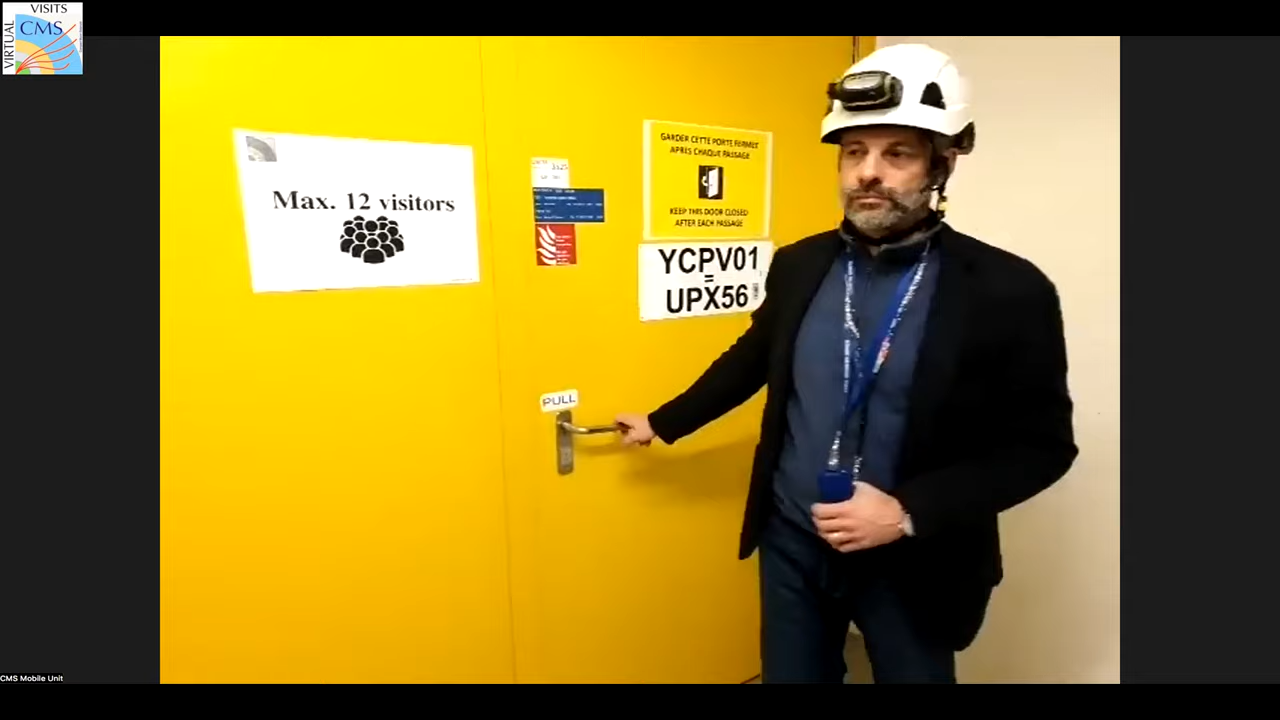 VISITS
VIRTUAL
CMS
Max. 12 visitors
GARDER CETTE PORTE FERMEE
APRÈS CHAQUE PASSAGE
KEEP THIS DOOR CLOSED
AFTER EACH PASSAGE
YCPV01
=
UPX56
PULL
CMS Mobile Unit